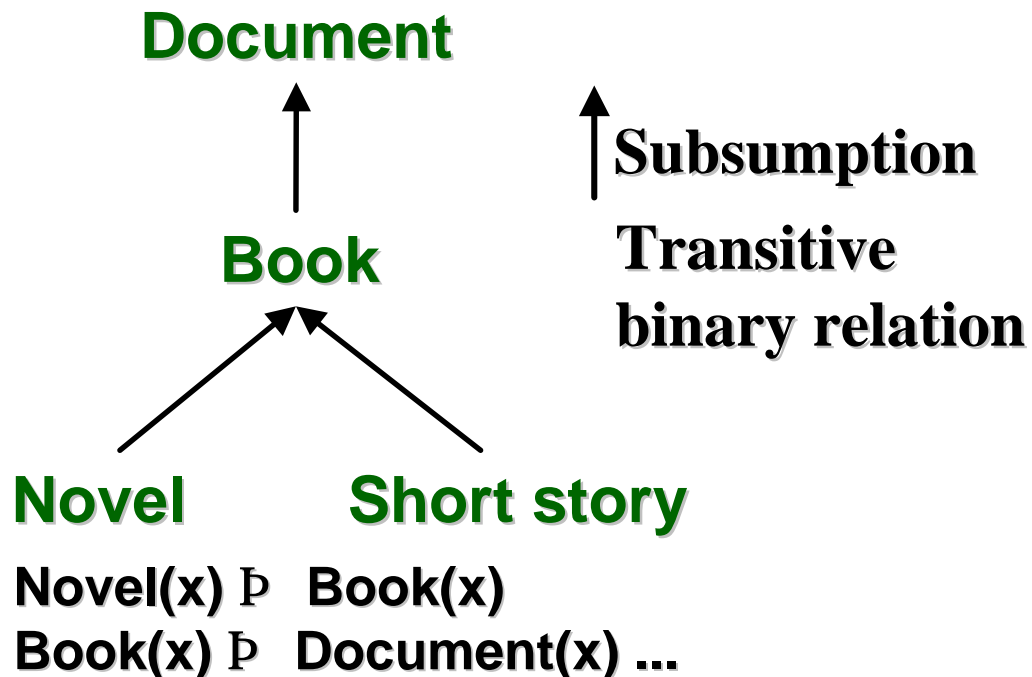 Document
Subsumption
Book
Transitive
binary relation
Novel
Short story
Novel(x) Þ Book(x)
Book(x) Þ Document(x) ...